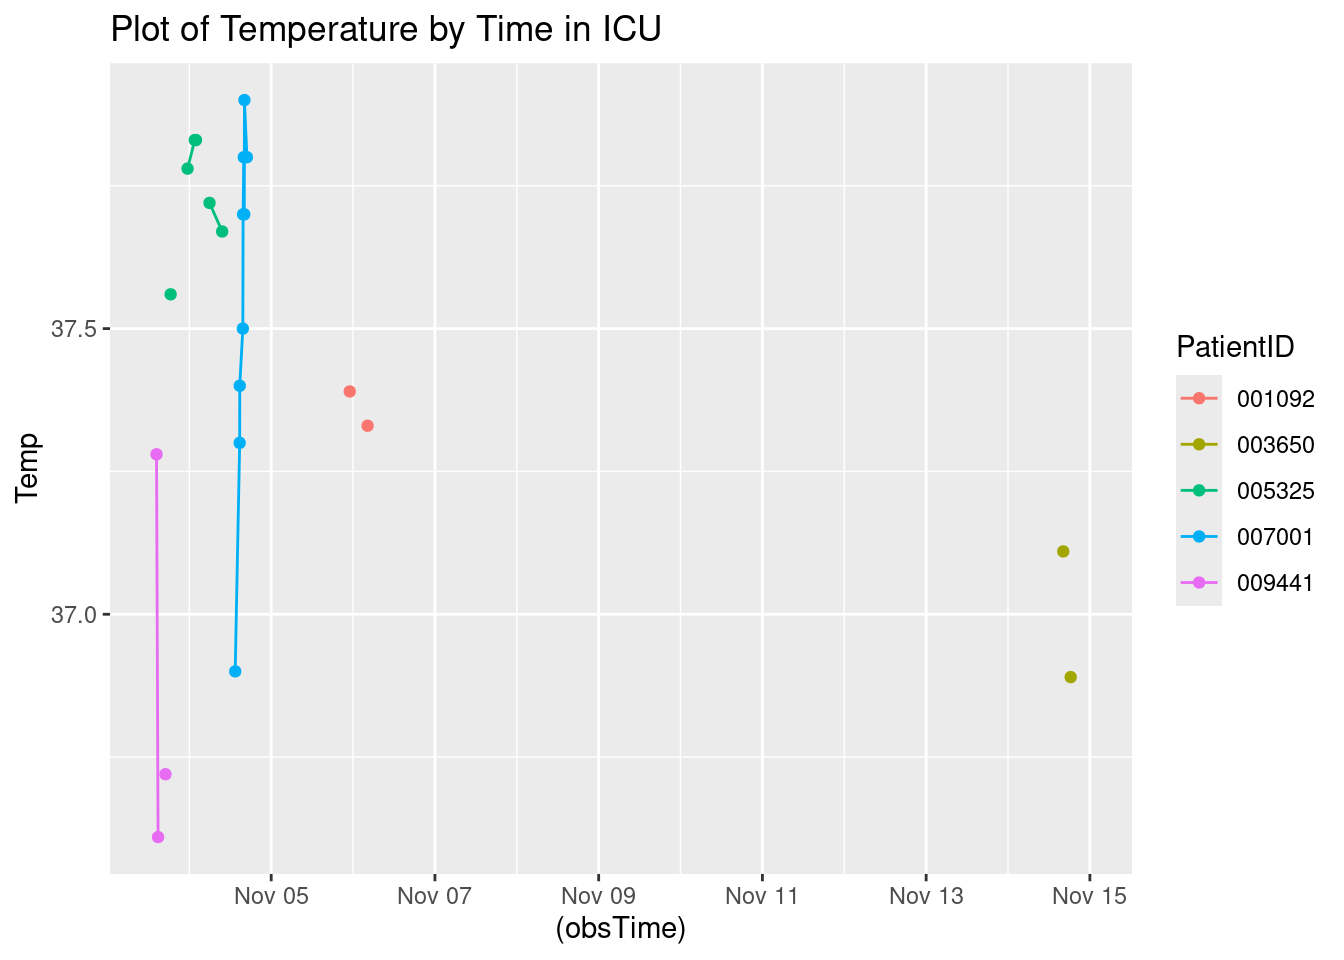 Plot of Temperature by Time in ICU
Temp
37.5
37.0
Nov 05
Nov 07
Nov 09
Nov 11
Nov 13
Nov 15
(obsTime)
PatientID
001092
003650
005325
007001
009441